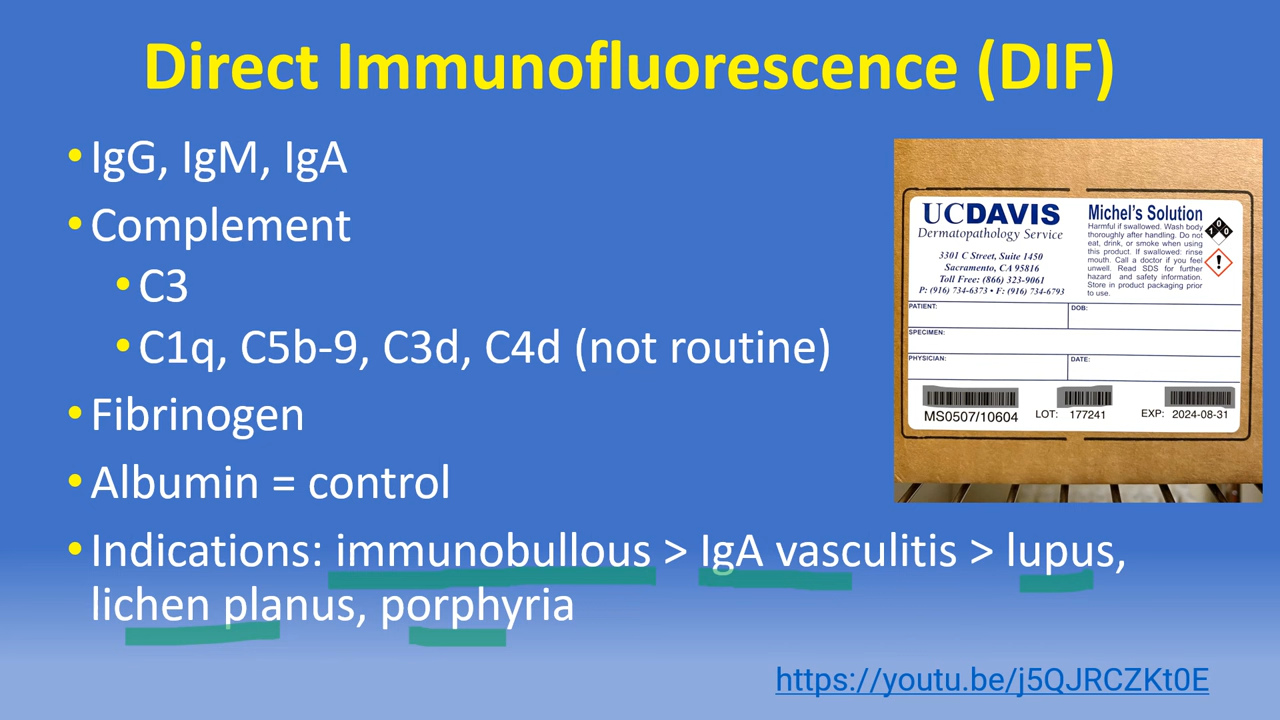 Direct Immunofluorescence (DIF)
• IgG, IgM, IgA
• Complement
• C3
• C1q, C5b-9, C3d, C4d (not routine)
• Fibrinogen
• Albumin = control
• Indications: immunobullous > IgA vasculitis > lupus,
lichen planus, porphyria
UCDAVIS
Dermatopathology Service
3301 C Street, Suite 1450
Sacramento, CA 95816
Toll Free: (866) 323-9061
P: (916) 734-6373 • F: (916) 734-6793
Michel's Solution
Harmful if swallowed. Wash body
thoroughly after handling. Do not
eat, drink, or smoke when using
this product. If swallowed: rinse
mouth. Call a doctor if you feel
unwell. Read SDS for further
hazard and safety information.
Store in product packaging prior
to use.
0
1 0
!
PATIENT:
DOB:
SPECIMEN:
PHYSICIAN:
DATE:
MS0507/10604
LOT: 177241
EXP: 2024-08-31
https://youtu.be/j5QJRCZKt0E